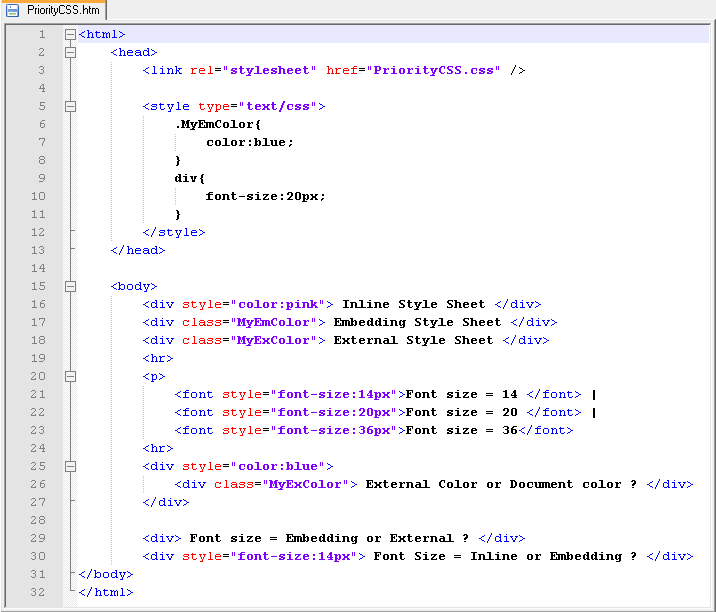 PriorityCSS.htm
1 <html>
2 <head>
3 <link rel="stylesheet" href="PriorityCSS.css" />
4
5 <style type="text/css">
6 .MyEmColor{
7 color:blue;
8 }
9 div{
10 font-size:20px;
11 }
12 </style>
13 </head>
14
15 <body>
16 <div style="color:pink"> Inline Style Sheet </div>
17 <div class="MyEmColor"> Embedding Style Sheet </div>
18 <div class="MyExColor"> External Style Sheet </div>
19 <hr>
20 <p>
21 <font style="font-size:14px">Font size = 14 </font> |
22 <font style="font-size:20px">Font size = 20 </font> |
23 <font style="font-size:36px">Font size = 36</font>
24 <hr>
25 <div style="color:blue">
26 <div class="MyExColor"> External Color or Document color ? </div>
27 </div>
28
29 <div> Font size = Embedding or External ? </div>
30 <div style="font-size:14px"> Font Size = Inline or Embedding ? </div>
31 </body>
32 </html>